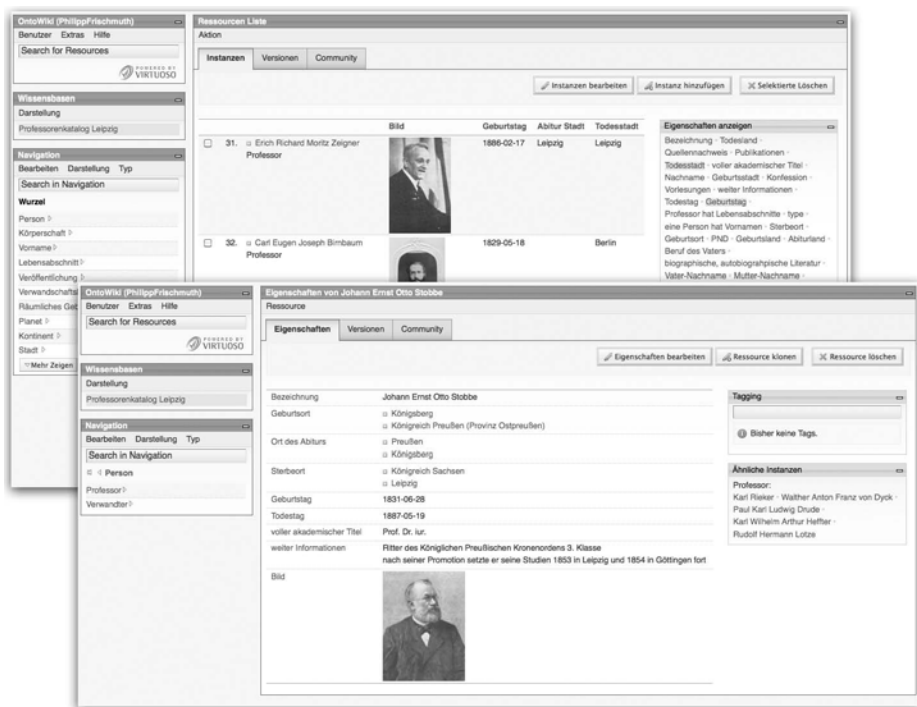 OntoWiki (PhilippFrischmuth)
Benutzer Extras Hilfe
Search for Resources
POWERED BY
VIRTUOSO
Wissensbasen
Darstellung
Professorenkatalog Leipzig
Navigation
Bearbeiten Darstellung Typ
Search in Navigation
Wurzel
Person
Körperschaft
Vorname
Lebensabschnitt
Veröffentlichung
Verwandschafts
Räumliches Ge
Planet
Kontinent
Stadt
Mehr Zeigen
Ressourcen Liste
Aktion
Instanzen Versionen Community
Instanzen bearbeiten Instanz hinzufügen Selektierte Löschen
Bild Geburtstag Abitur Stadt Todesstadt
31. Erich Richard Moritz Zeigner 1886-02-17 Leipzig Leipzig
Professor
32. Carl Eugen Joseph Birnbaum 1829-05-18 Berlin
Professor
Eigenschaften anzeigen
Bezeichnung · Todesland ·
Quellennachweis · Publikationen ·
Todesstadt · voller akademischer Titel ·
Nachname · Geburtsstadt · Konfession ·
Vorlesungen · weiter Informationen ·
Todestag · Geburtstag ·
Professor hat Lebensabschnitte · type ·
eine Person hat Vornamen · Sterbeort ·
Geburtsort · PND · Geburtsland · Abiturland ·
Beruf des Vaters ·
biographische, autobiograhpische Literatur ·
Vater-Nachname · Mutter-Nachname ·
OntoWiki (PhilippFrischmuth)
Benutzer Extras Hilfe
Search for Resources
POWERED BY
VIRTUOSO
Wissensbasen
Darstellung
Professorenkatalog Leipzig
Navigation
Bearbeiten Darstellung Typ
Search in Navigation
Person
Professor
Verwandter
Eigenschaften von Johann Ernst Otto Stobbe
Ressource
Eigenschaften Versionen Community
Eigenschaften bearbeiten Ressource klonen Ressource löschen
Bezeichnung Johann Ernst Otto Stobbe
Geburtsort Königsberg
Königreich Preußen (Provinz Ostpreußen)
Ort des Abiturs Preußen
Königsberg
Sterbeort Königreich Sachsen
Leipzig
Geburtstag 1831-06-28
Todestag 1887-05-19
voller akademischer Titel Prof. Dr. iur.
weiter Informationen Ritter des Königlichen Preußischen Kronenordens 3. Klasse
nach seiner Promotion setzte er seine Studien 1853 in Leipzig und 1854 in Göttingen fort
Bild
Tagging
Bisher keine Tags.
Ähnliche Instanzen
Professor:
Karl Rieker · Walther Anton Franz von Dyck ·
Paul Karl Ludwig Drude ·
Karl Wilhelm Arthur Heffter ·
Rudolf Hermann Lotze